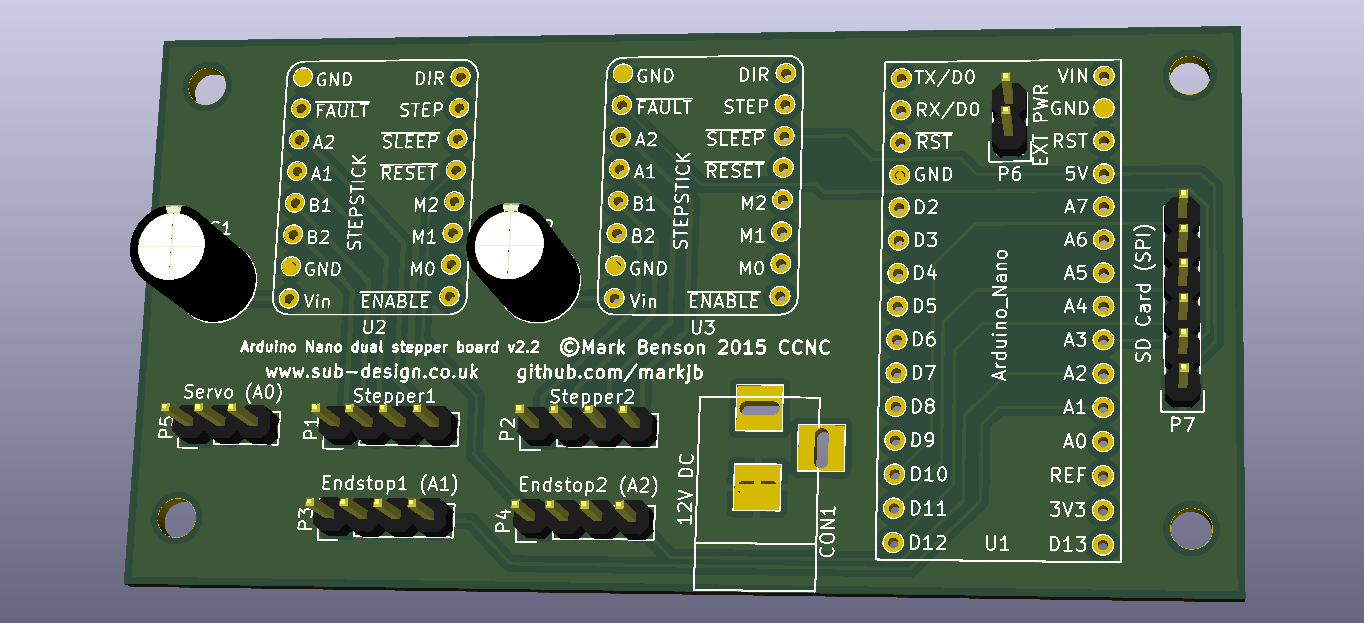 GND DIR
FAULT STEP
A2 SLEEP
A1 RESET
B1 M2
B2 M1
GND M0
Vin ENABLE
STEPSTICK
U2
C1
GND DIR
FAULT STEP
A2 SLEEP
A1 RESET
B1 M2
B2 M1
GND M0
Vin ENABLE
STEPSTICK
U3
TX/D0 VIN
RX/D0 GND
RST RST
GND 5V
D2 A7
D3 A6
D4 A5
D5 A4
D6 A3
D7 A2
D8 A1
D9 A0
D10 REF
D11 3V3
D12 U1 D13
Arduino_Nano
EXT PWR
P6
SD Card (SPI)
P7
Arduino Nano dual stepper board v2.2 ©Mark Benson 2015 CCNC
www.sub-design.co.uk github.com/markjb
Servo (A0)
P5
Stepper1
P1
Stepper2
P2
Endstop1 (A1)
P3
Endstop2 (A2)
P4
12V DC
CON1